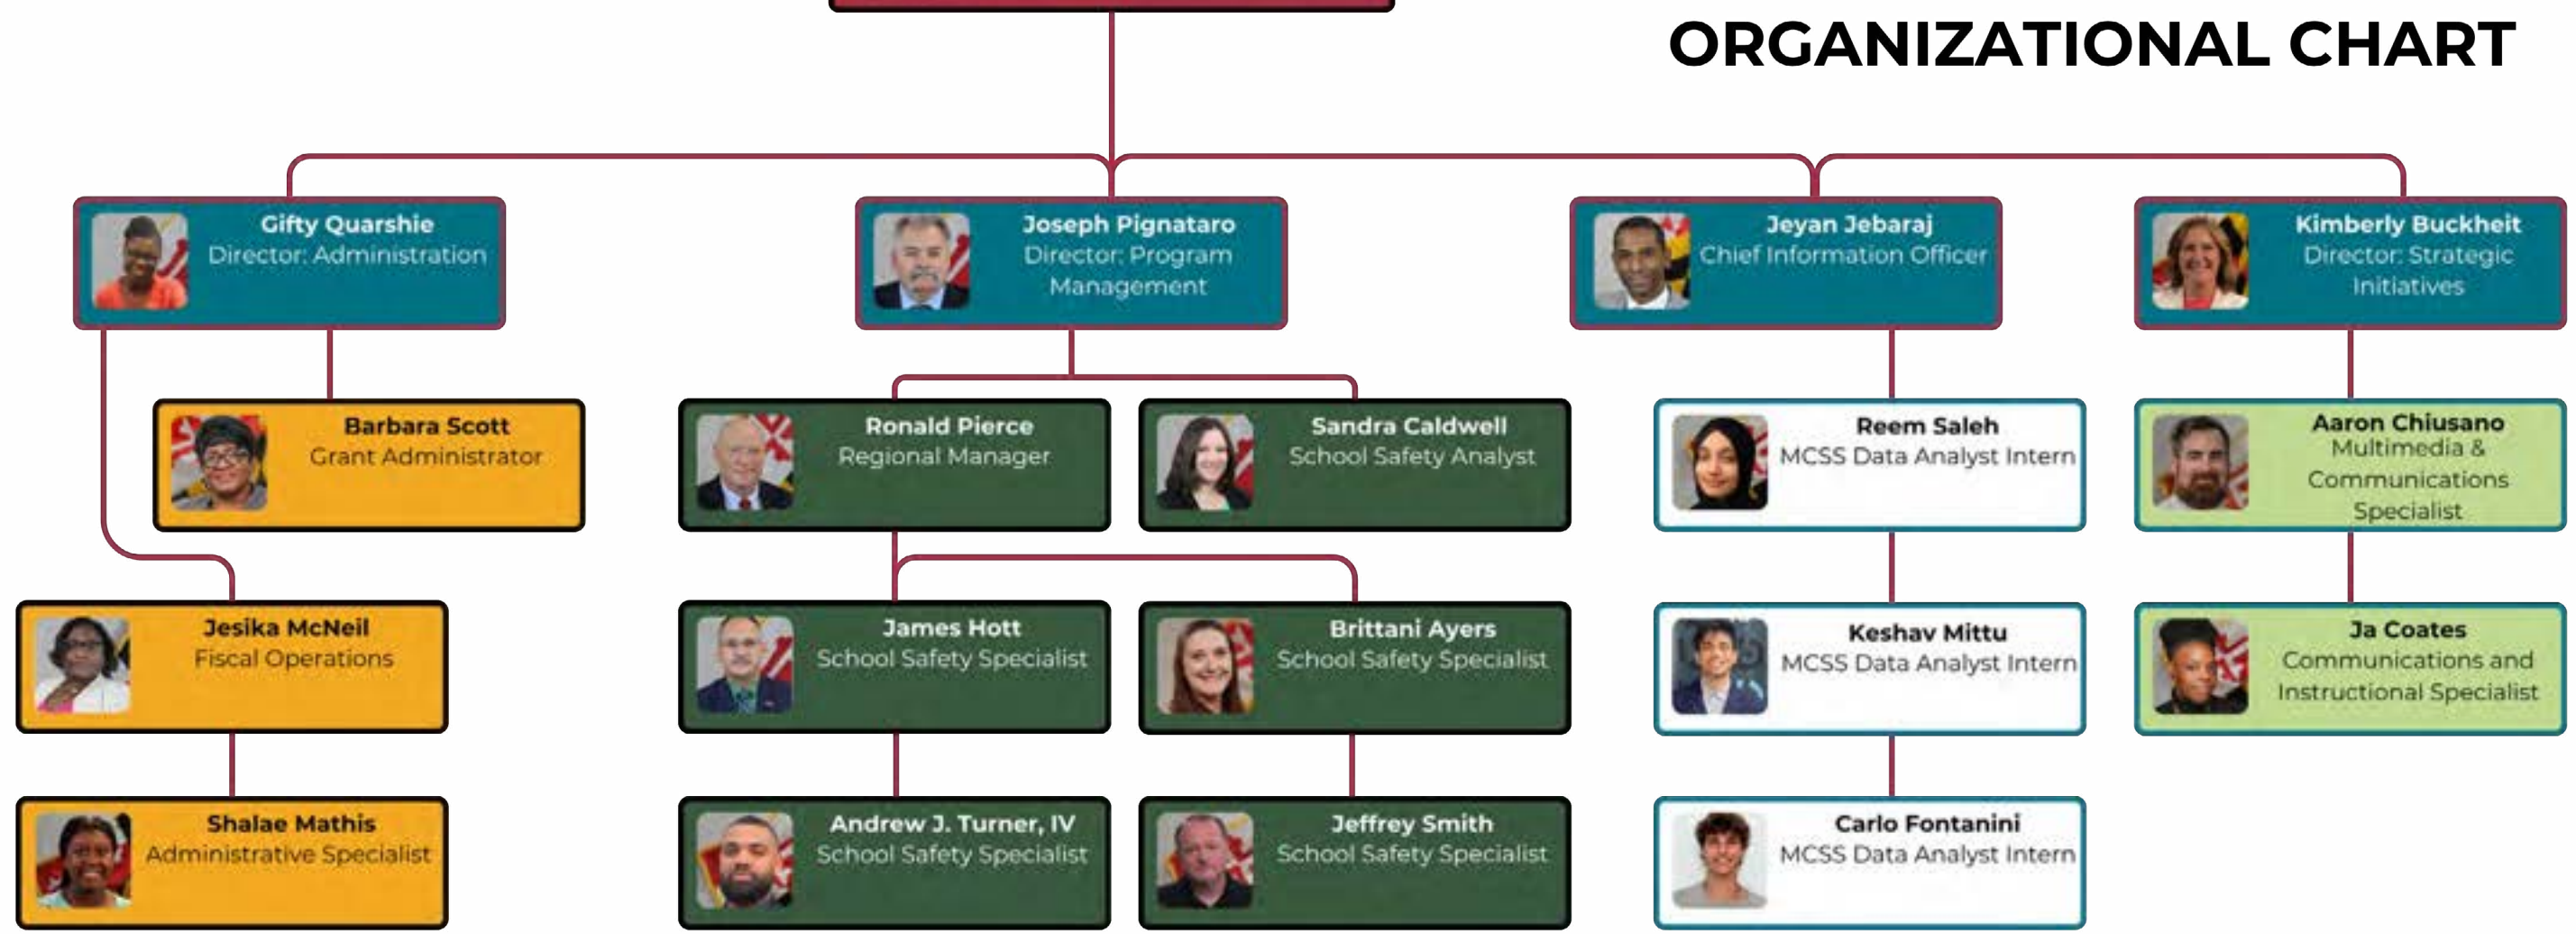 ORGANIZATIONAL CHART
Gifty Quarshie
Director: Administration
Joseph Pignataro
Director: Program
Management
Jeyan Jebaraj
Chief Information Officer
Kimberly Buckheit
Director: Strategic
Initiatives
Barbara Scott
Grant Administrator
Ronald Pierce
Regional Manager
Sandra Caldwell
School Safety Analyst
Reem Saleh
MCSS Data Analyst Intern
Aaron Chiusano
Multimedia &
Communications
Specialist
Jesika McNeil
Fiscal Operations
James Hott
School Safety Specialist
Brittani Ayers
School Safety Specialist
Keshav Mittu
MCSS Data Analyst Intern
Ja Coates
Communications and
Instructional Specialist
Shalae Mathis
Administrative Specialist
Andrew J. Turner, IV
School Safety Specialist
Jeffrey Smith
School Safety Specialist
Carlo Fontanini
MCSS Data Analyst Intern